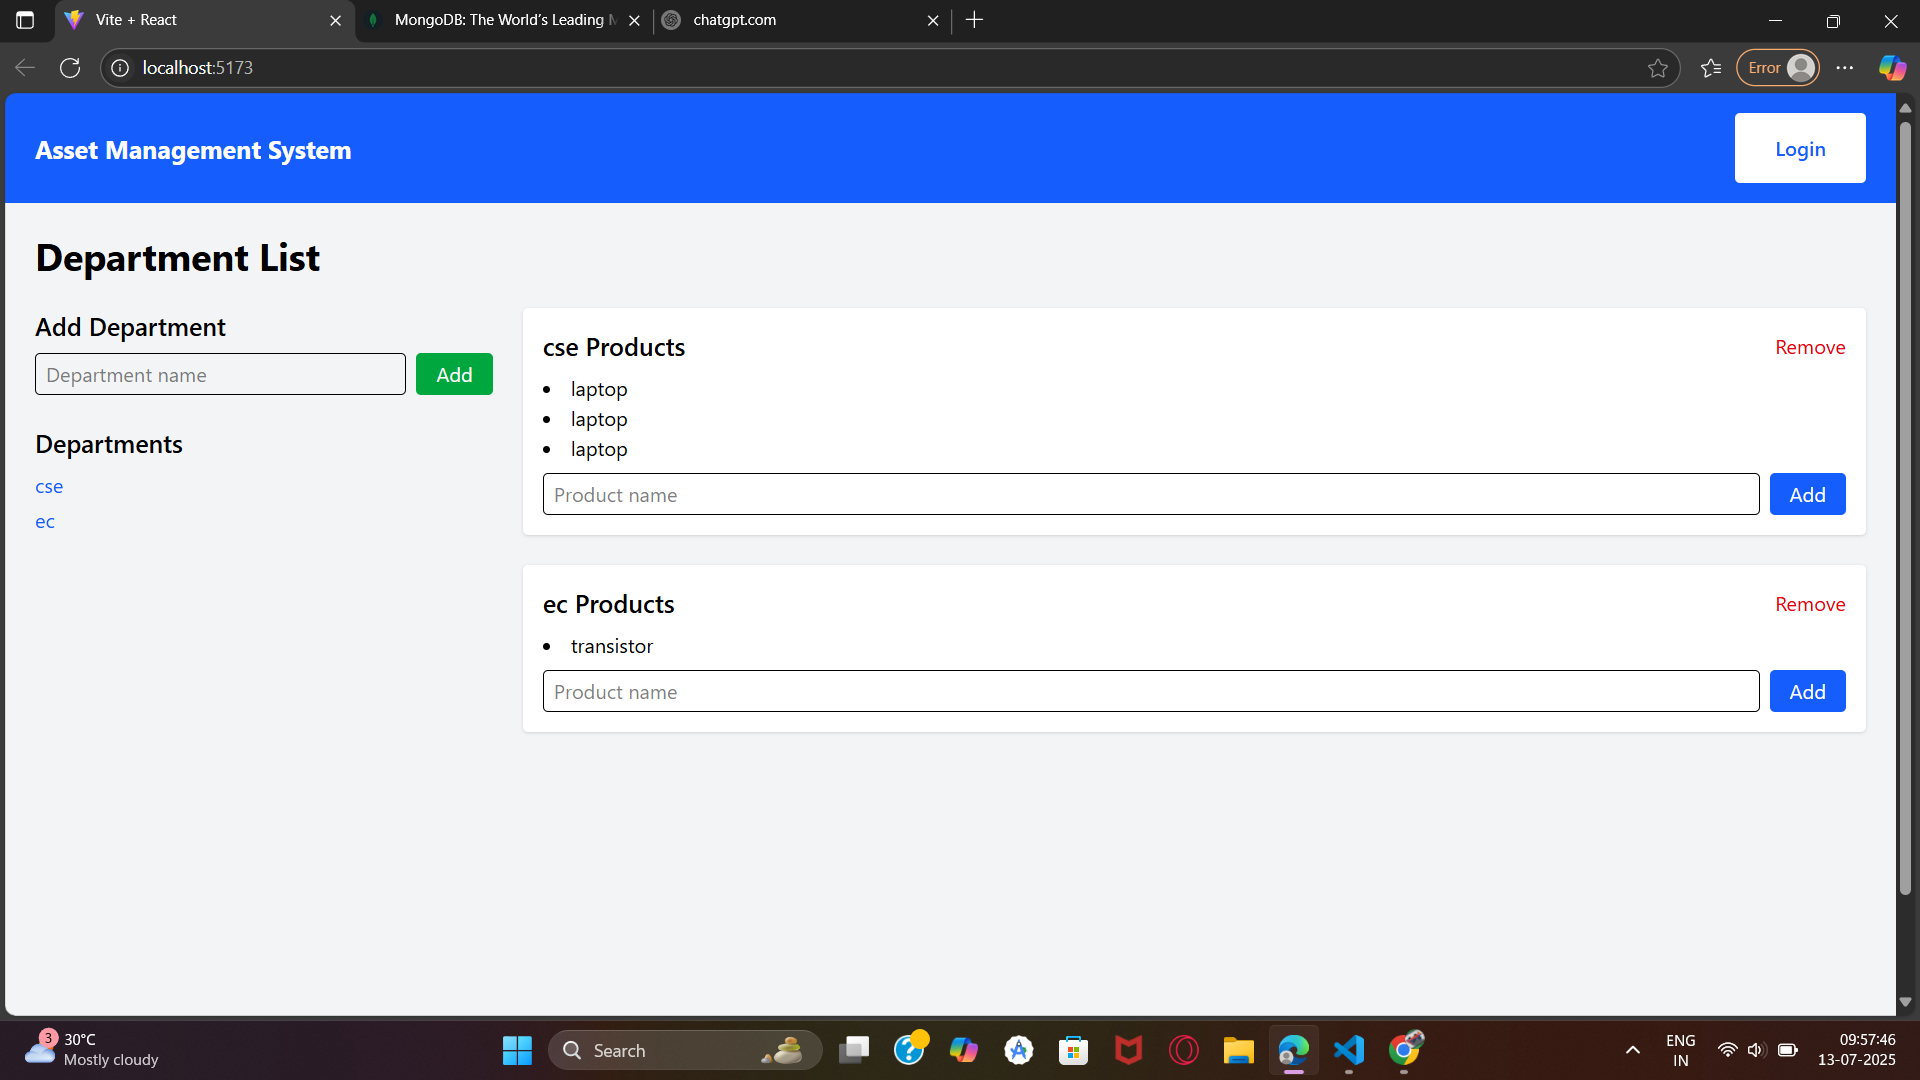 Vite + React
MongoDB: The World's Leading M
chatgpt.com
localhost:5173
Error
Asset Management System
Login
Department List
Add Department
Department name
Add
Departments
cse
ec
cse Products
Remove
laptop
laptop
laptop
Product name
Add
ec Products
Remove
transistor
Product name
Add
3
30°C
Mostly cloudy
Search
ENG
IN
09:57:46
13-07-2025